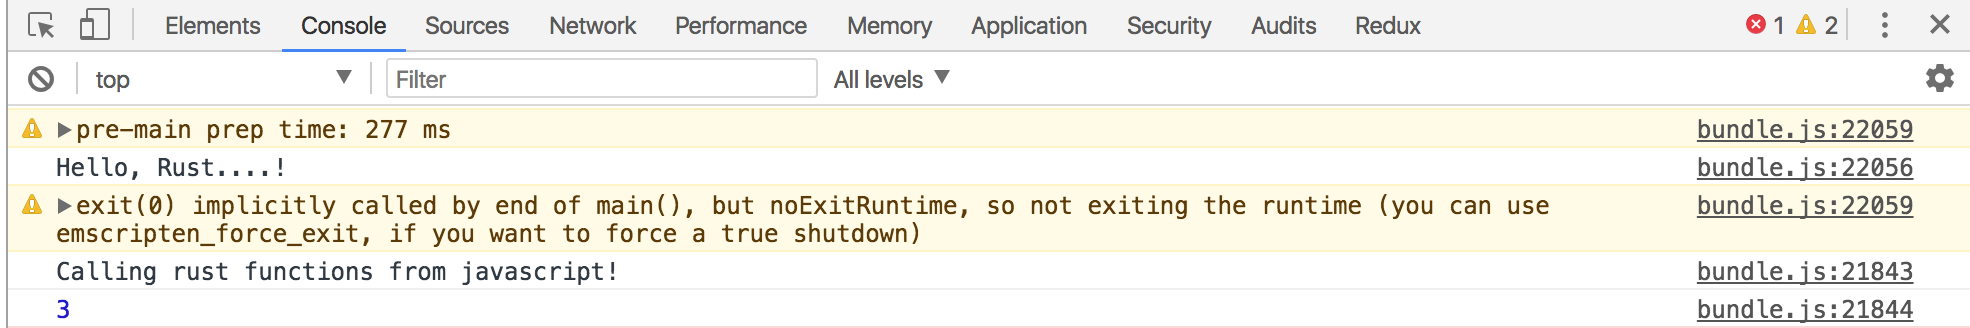 Elements Console Sources Network Performance Memory Application Security Audits Redux 1 2
top Filter All levels
pre-main prep time: 277 ms bundle.js:22059
Hello, Rust....! bundle.js:22056
exit(0) implicitly called by end of main(), but noExitRuntime, so not exiting the runtime (you can use bundle.js:22059
emscripten_force_exit, if you want to force a true shutdown)
Calling rust functions from javascript! bundle.js:21843
3 bundle.js:21844